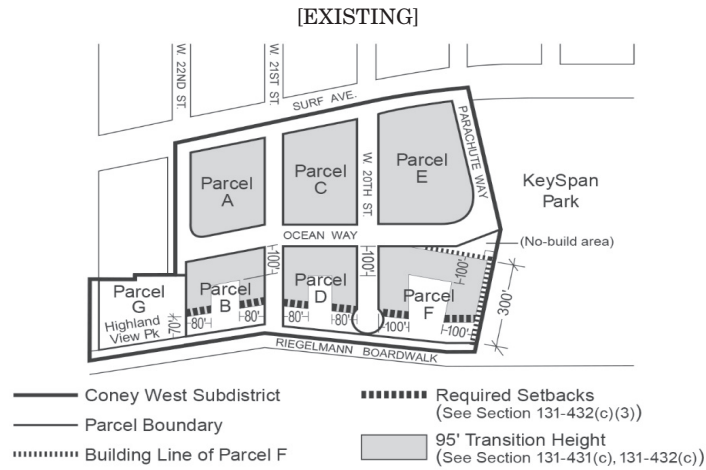 [EXISTING]
W. 22ND ST.
W. 21ST ST.
SURF AVE.
PARACHUTE WAY
Parcel
A
Parcel
C
W. 20TH ST.
Parcel
E
KeySpan
Park
OCEAN WAY
(No-build area)
100'
100'
100'
300'
Parcel
G
Highland
View Pk
70'
Parcel
B
80'
80'
Parcel
D
80'
80'
Parcel
F
100'
100'
RIEGELMANN BOARDWALK
Coney West Subdistrict
Parcel Boundary
Building Line of Parcel F
Required Setbacks
(See Section 131-432(c)(3))
95' Transition Height
(See Section 131-431(c), 131-432(c))